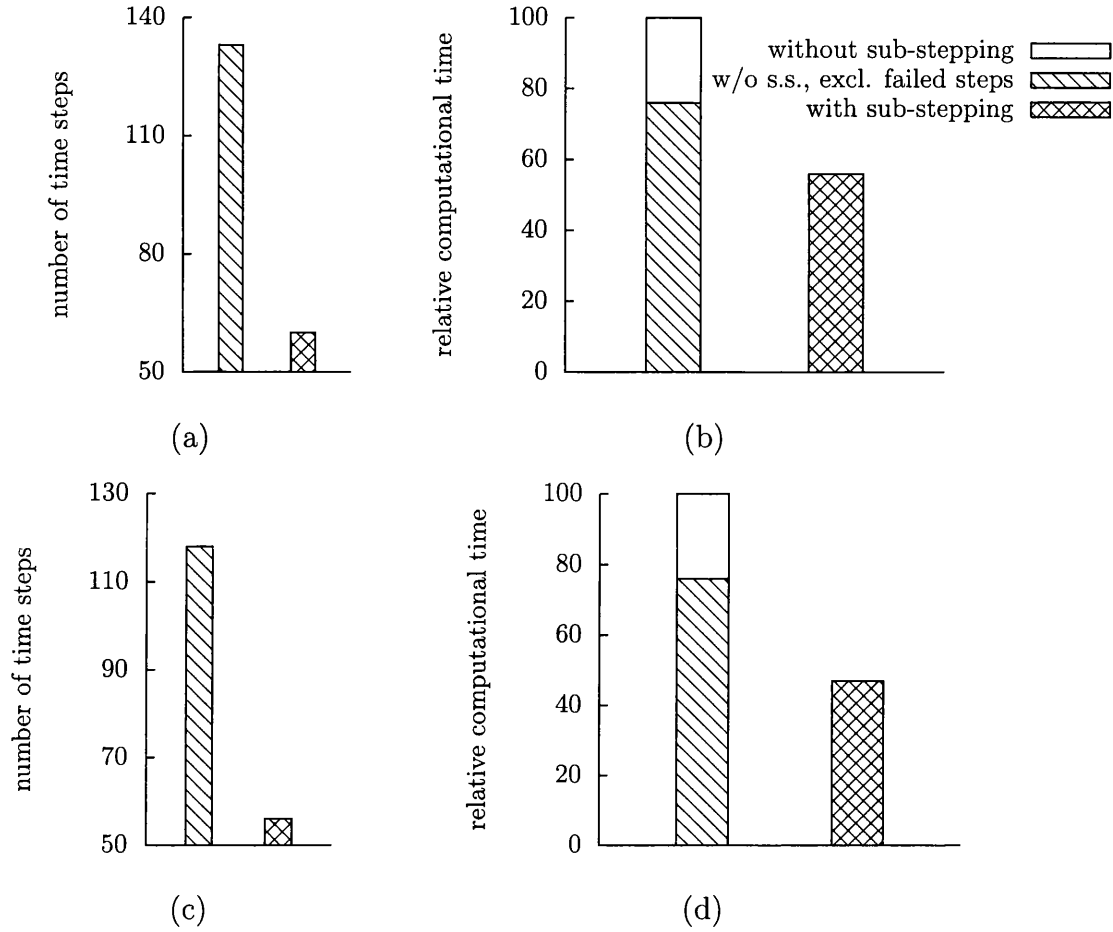 140
110
80
50
number of time steps
(a)
100
80
60
40
20
0
relative computational time
without sub-stepping
w/o s.s., excl. failed steps
with sub-stepping
(b)
130
110
90
70
50
number of time steps
(c)
100
80
60
40
20
0
relative computational time
(d)